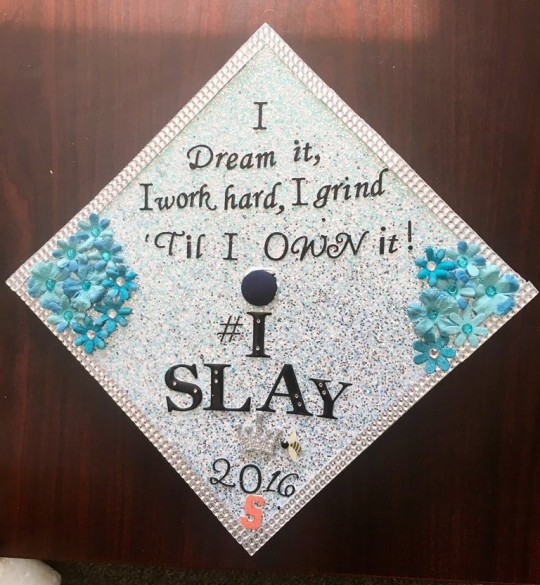 I
Dream it,
I work hard, I grind
'Til I OWN it!
#I
SLAY
2016
S